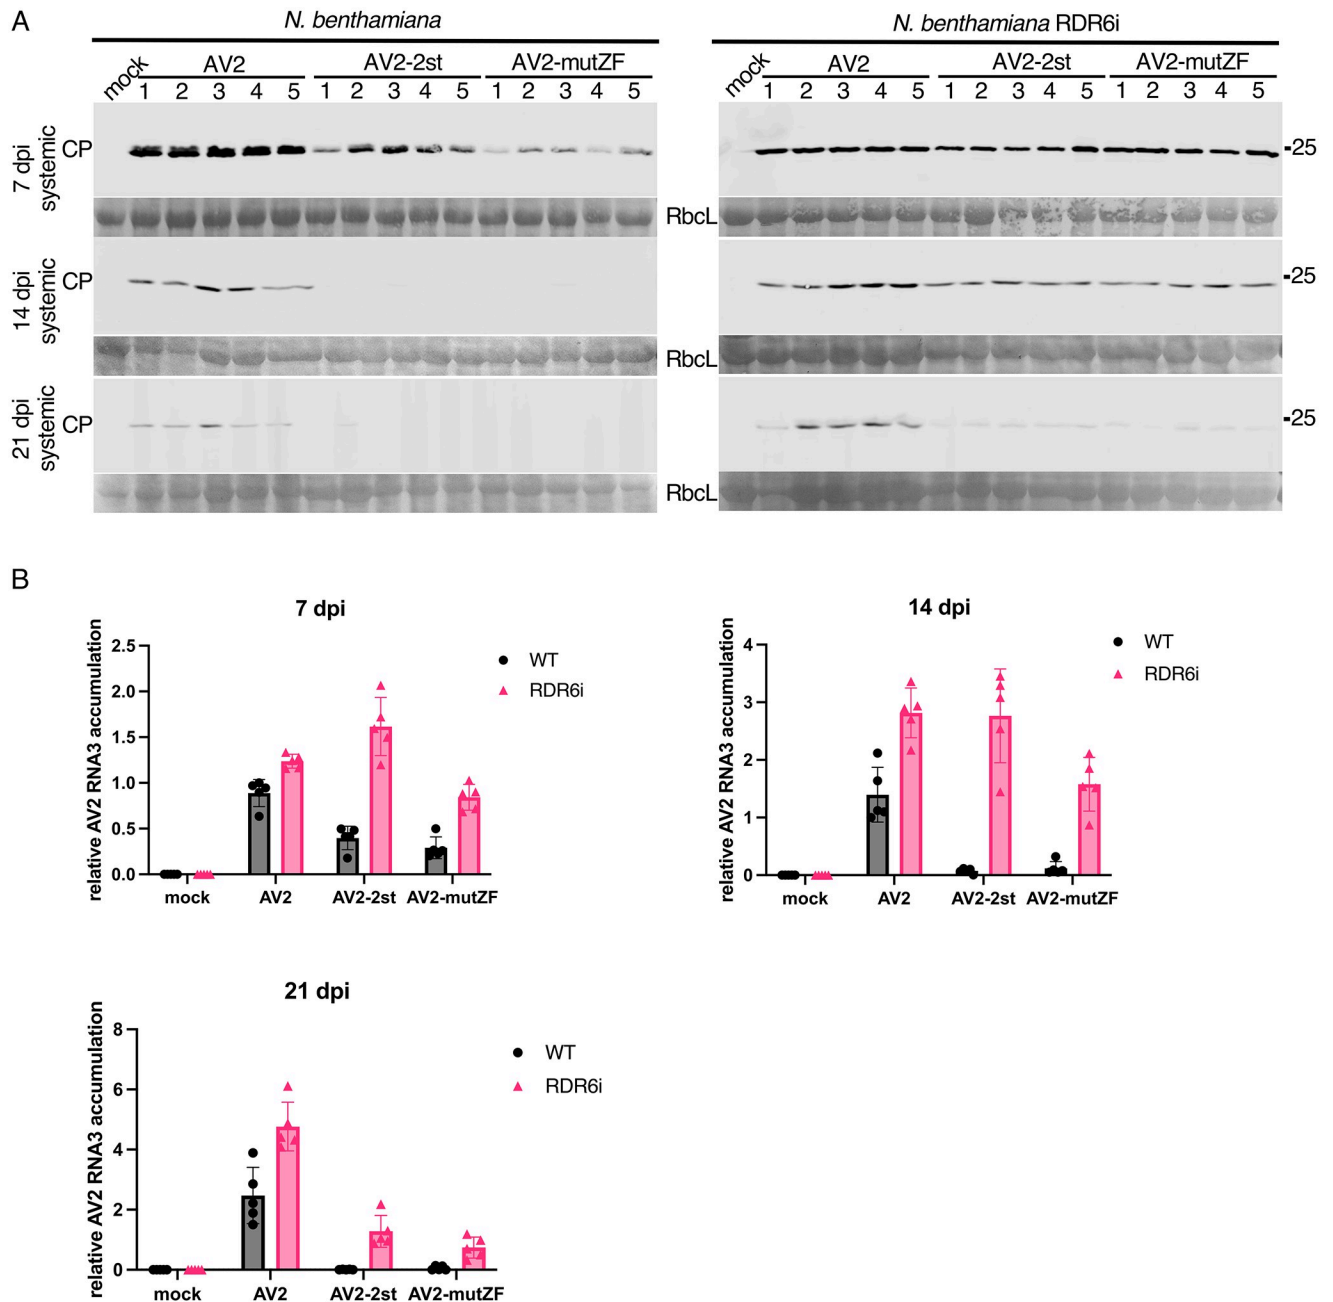 A
N. benthamiana
N. benthamiana RDR6i
mock AV2 AV2-2st AV2-mutZF
1 2 3 4 5 1 2 3 4 5 1 2 3 4 5
mock AV2 AV2-2st AV2-mutZF
1 2 3 4 5 1 2 3 4 5 1 2 3 4 5
7 dpi
systemic
CP
-25
RbcL
14 dpi
systemic
CP
-25
RbcL
21 dpi
systemic
CP
-25
RbcL
B
7 dpi
relative AV2 RNA3 accumulation
2.5
2.0
1.5
1.0
0.5
0.0
mock AV2 AV2-2st AV2-mutZF
WT
RDR6i
14 dpi
relative AV2 RNA3 accumulation
4
3
2
1
0
mock AV2 AV2-2st AV2-mutZF
WT
RDR6i
21 dpi
relative AV2 RNA3 accumulation
8
6
4
2
0
mock AV2 AV2-2st AV2-mutZF
WT
RDR6i